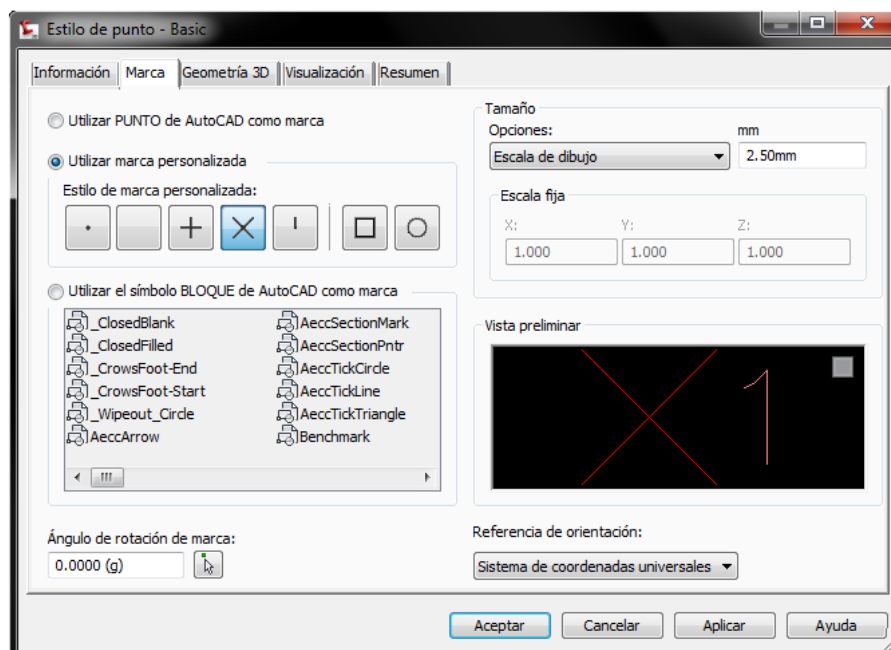 Estilo de punto - Basic
Información Marca Geometría 3D Visualización Resumen
Utilizar PUNTO de AutoCAD como marca
Utilizar marca personalizada
Estilo de marca personalizada:
Utilizar el símbolo BLOQUE de AutoCAD como marca
_ClosedBlank AeccSectionMark
_ClosedFilled AeccSectionPntr
_CrowsFoot-End AeccTickCircle
_CrowsFoot-Start AeccTickLine
_Wipeout_Circle AeccTickTriangle
AeccArrow Benchmark
Ángulo de rotación de marca:
0.0000 (g)
Tamaño
Opciones: mm
Escala de dibujo 2.50mm
Escala fija
X: Y: Z:
1.000 1.000 1.000
Vista preliminar
1
Referencia de orientación:
Sistema de coordenadas universales
Aceptar Cancelar Aplicar Ayuda